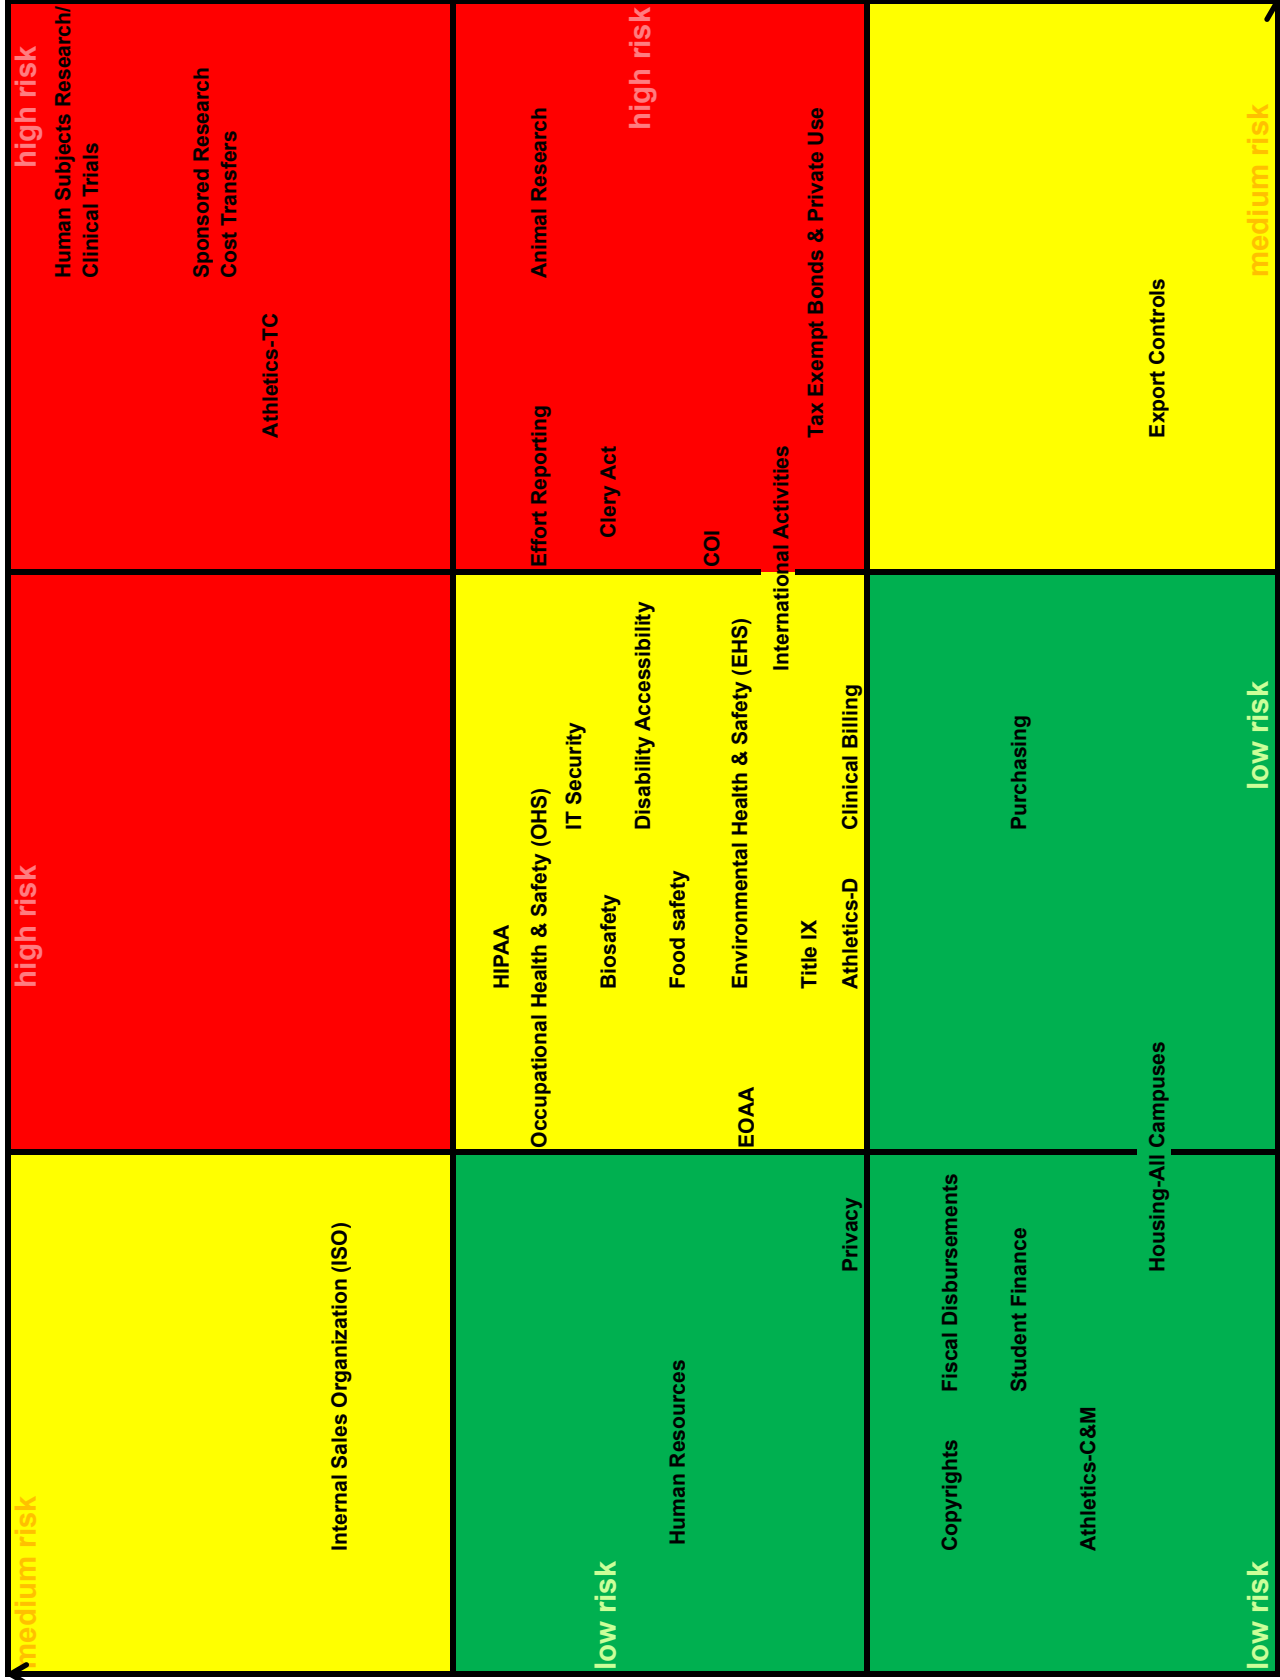 medium risk
high risk
high risk
Human Subjects Research/
Clinical Trials
Sponsored Research
Cost Transfers
Athletics-TC
Internal Sales Organization (ISO)
HIPAA
Occupational Health & Safety (OHS)
Effort Reporting
Animal Research
IT Security
low risk
Biosafety
Clery Act
Disability Accessibility
high risk
Human Resources
Food safety
COI
EOAA
Environmental Health & Safety (EHS)
International Activities
Title IX
Tax Exempt Bonds & Private Use
Privacy
Athletics-D
Clinical Billing
Copyrights
Fiscal Disbursements
Student Finance
Purchasing
Athletics-C&M
Housing-All Campuses
Export Controls
low risk
low risk
medium risk